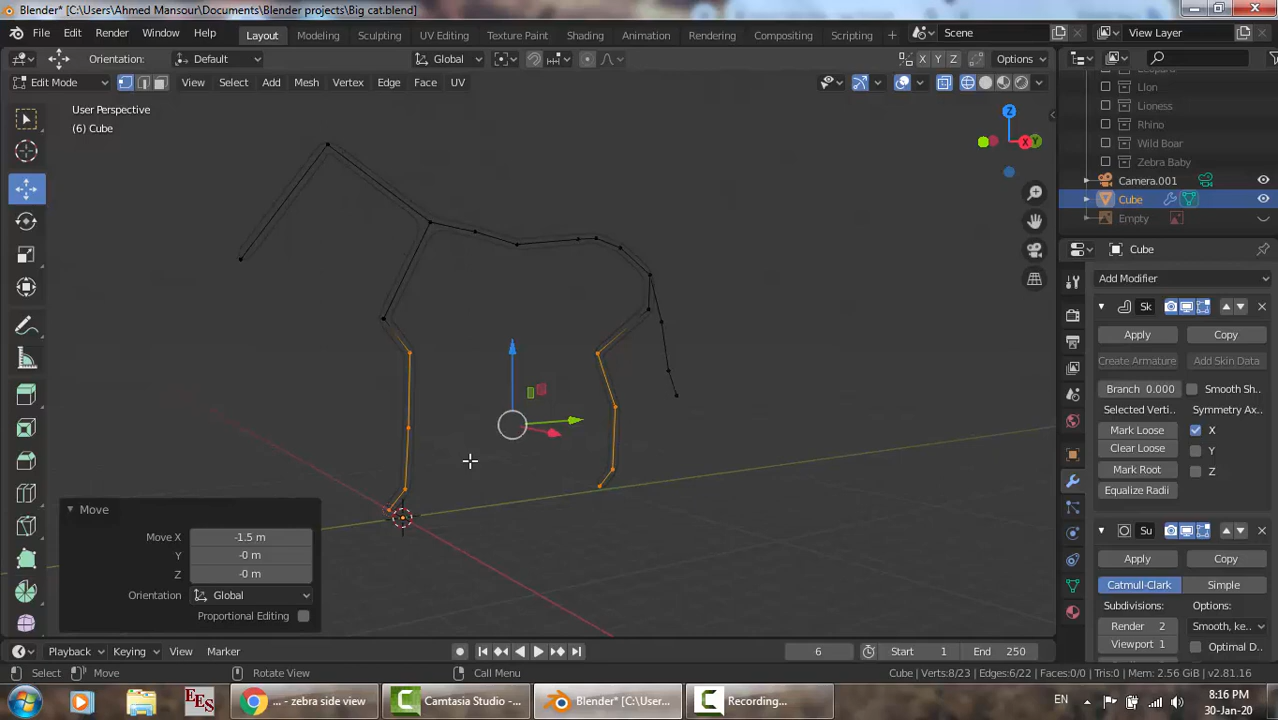 Blender* [C:\Users\Ahmed Mansour\Documents\Blender projects\Big cat.blend]
File Edit Render Window Help Layout Modeling Sculpting UV Editing Texture Paint Shading Animation Rendering Compositing Scripting Scene View Layer
Orientation: Default Global X Y Z Options
Edit Mode View Select Add Mesh Vertex Edge Face UV
User Perspective
(6) Cube
Z
X
Y
LIon
Lioness
Rhino
Wild Boar
Zebra Baby
Camera.001
Cube
Empty
Cube
Add Modifier
Sk
Apply Copy
Create Armature Add Skin Data
Branch 0.000 Smooth Sh..
Selected Verti.. Symmetry Ax..
Mark Loose X
Clear Loose Y
Mark Root Z
Equalize Radii
Su
Apply Copy
Catmull-Clark Simple
Subdivisions: Options:
Render 2 Smooth, ke..
Viewport 1 Optimal D..
Move
Move X -1.5 m
Y -0 m
Z -0 m
Orientation Global
Proportional Editing
Playback Keying View Marker 6 Start 1 End 250
Select Move Rotate View Call Menu Cube | Verts:8/23 | Edges:6/22 | Faces:0/0 | Mem: 2.56 GiB | v2.81.16
EES ... - zebra side view Camtasia Studio - ... Blender* [C:\User... Recording... EN 8:16 PM
30-Jan-20